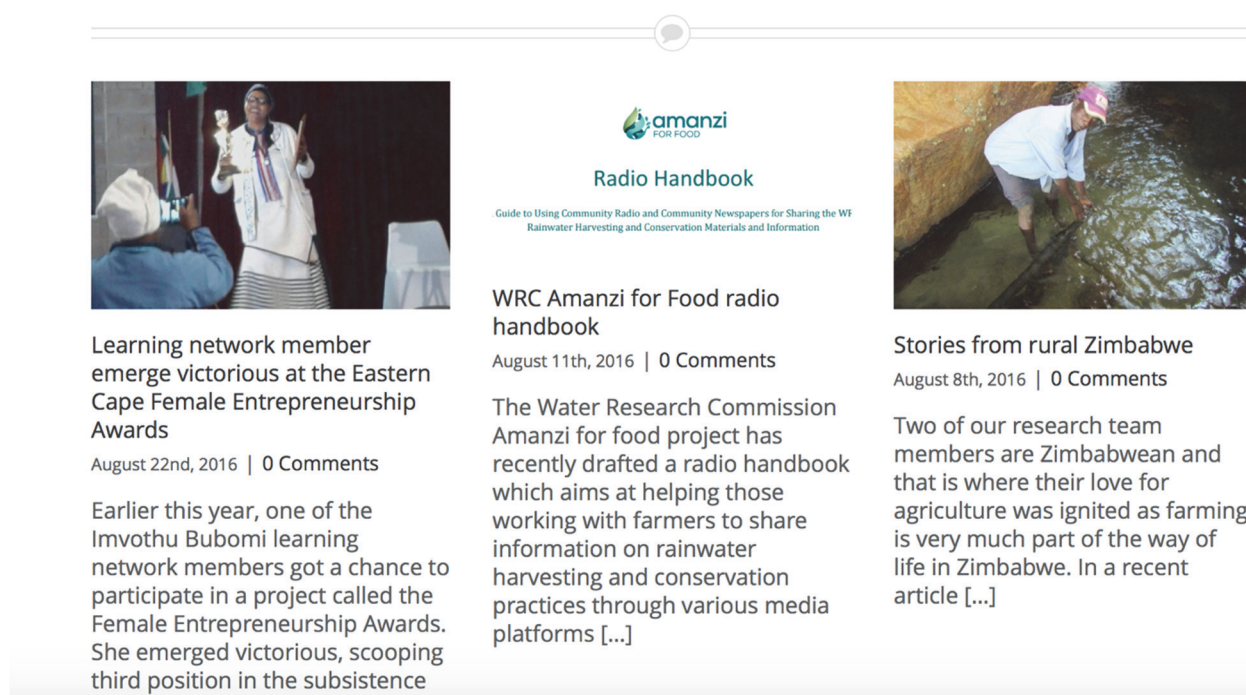 amanzi
FOR FOOD
Radio Handbook
Guide to Using Community Radio and Community Newspapers for Sharing the
Rainwater Harvesting and Conservation Materials and Information
Learning network member
emerge victorious at the Eastern
Cape Female Entrepreneurship
Awards
August 22nd, 2016 | 0 Comments
Earlier this year, one of the
Imvothu Bubomi learning
network members got a chance to
participate in a project called the
Female Entrepreneurship Awards.
She emerged victorious, scooping
third position in the subsistence
WRC Amanzi for Food radio
handbook
August 11th, 2016 | 0 Comments
The Water Research Commission
Amanzi for food project has
recently drafted a radio handbook
which aims at helping those
working with farmers to share
information on rainwater
harvesting and conservation
practices through various media
platforms [...]
Stories from rural Zimbabwe
August 8th, 2016 | 0 Comments
Two of our research team
members are Zimbabwean and
that is where their love for
agriculture was ignited as farming
is very much part of the way of
life in Zimbabwe. In a recent
article [...]